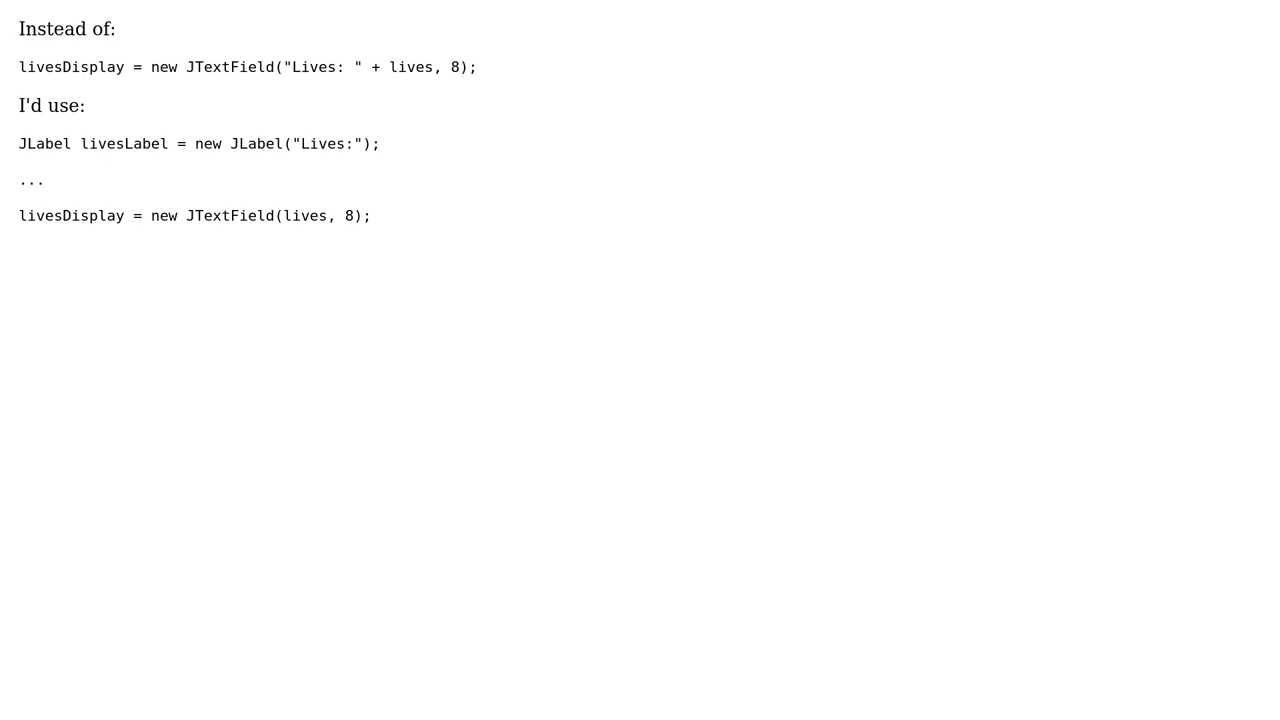 Instead of:
livesDisplay = new JTextField("Lives: " + lives, 8);
I'd use:
JLabel livesLabel = new JLabel("Lives:");
...
livesDisplay = new JTextField(lives, 8);